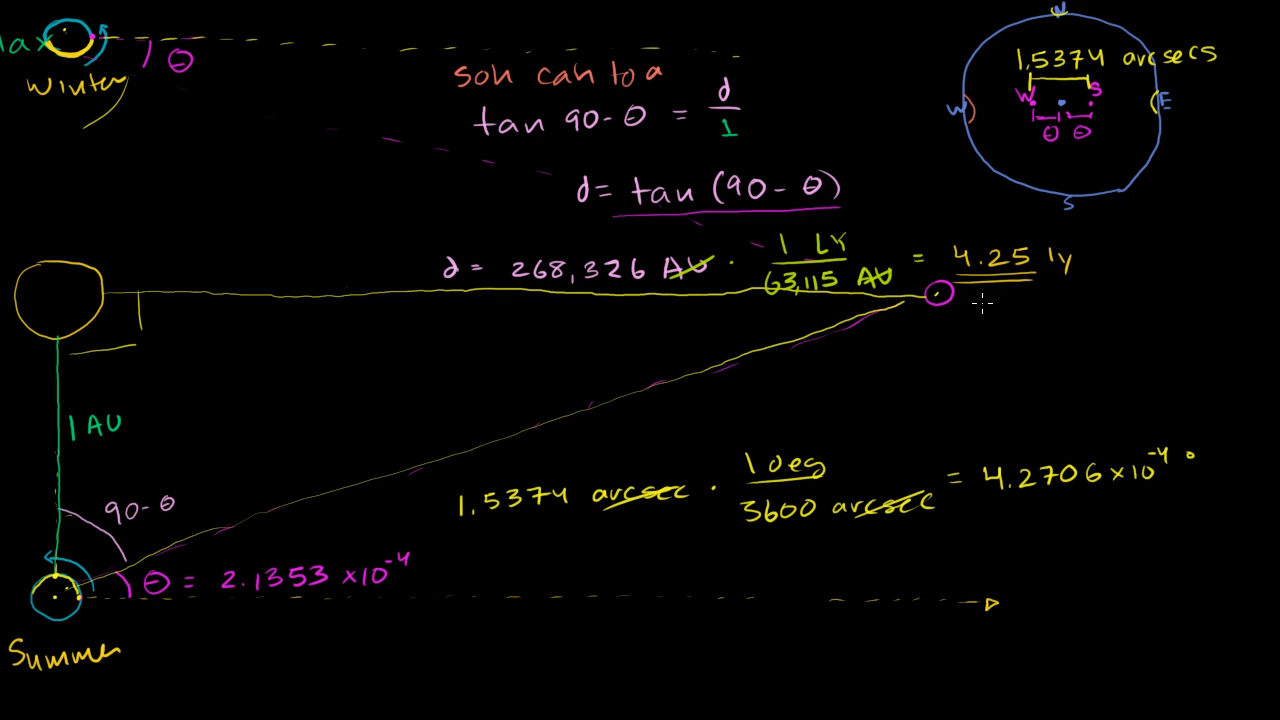 lax
θ
Winter
soh cah toa
tan 90-θ = d/1
d= tan (90- θ)
d = 268,326 AU · 1 LY/63,115 AU = 4.25 ly
N
1.5374 arcsecs
W
W
S
E
θ θ
S
1 AU
90-θ
1.5374 arcsec · 1 deg/3600 arcsec = 4.2706 × 10⁻⁴ °
θ = 2.1353 × 10⁻⁴
Summer